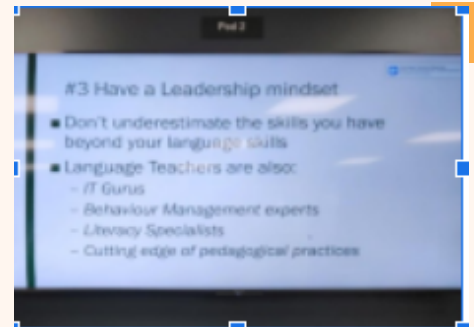 Pod 2
#3 Have a Leadership mindset
■ Don't underestimate the skills you have
beyond your language skills
■ Language Teachers are also:
– IT Gurus
– Behaviour Management experts
– Literacy Specialists
– Cutting edge of pedagogical practices